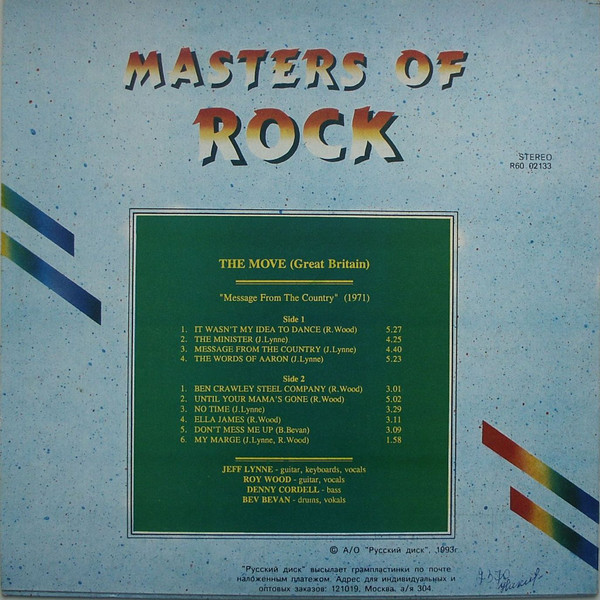 MASTERS OF
ROCK
STEREO
R60 02133
THE MOVE (Great Britain)
"Message From The Country" (1971)
Side 1
1. IT WASN'T MY IDEA TO DANCE (R.Wood) 5.27
2. THE MINISTER (J.Lynne) 4.25
3. MESSAGE FROM THE COUNTRY (J.Lynne) 4.40
4. THE WORDS OF AARON (J.Lynne) 5.23
Side 2
1. BEN CRAWLEY STEEL COMPANY (R.Wood) 3.01
2. UNTIL YOUR MAMA'S GONE (R.Wood) 5.02
3. NO TIME (J.Lynne) 3.29
4. ELLA JAMES (R.Wood) 3.11
5. DON'T MESS ME UP (B.Bevan) 3.09
6. MY MARGE (J.Lynne, R.Wood) 1.58
JEFF LYNNE - guitar, keyboards, vocals
ROY WOOD - guitar, vocals
DENNY CORDELL - bass
BEV BEVAN - drums, vokals
© А/О "Русский диск", 1993г.
"Русский диск" высылает грампластинки по почте
наложенным платежом. Адрес для индивидуальных и
оптовых заказов: 121019, Москва, а/я 304